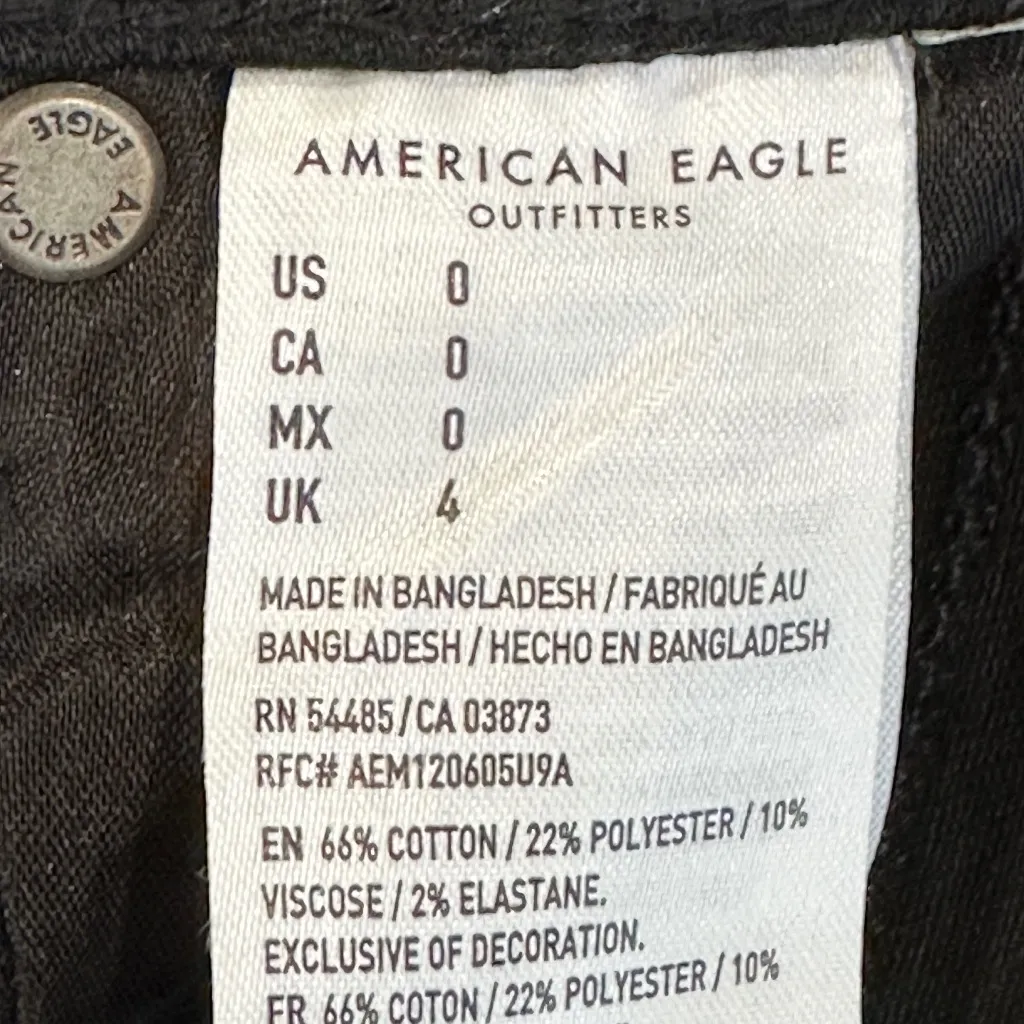 AMERICAN EAGLE
AMERICAN EAGLE
OUTFITTERS
US 0
CA 0
MX 0
UK 4
MADE IN BANGLADESH / FABRIQUÉ AU
BANGLADESH / HECHO EN BANGLADESH
RN 54485 / CA 03873
RFC# AEM120605U9A
EN 66% COTTON / 22% POLYESTER / 10%
VISCOSE / 2% ELASTANE.
EXCLUSIVE OF DECORATION.
FR 66% COTON / 22% POLYESTER / 10%